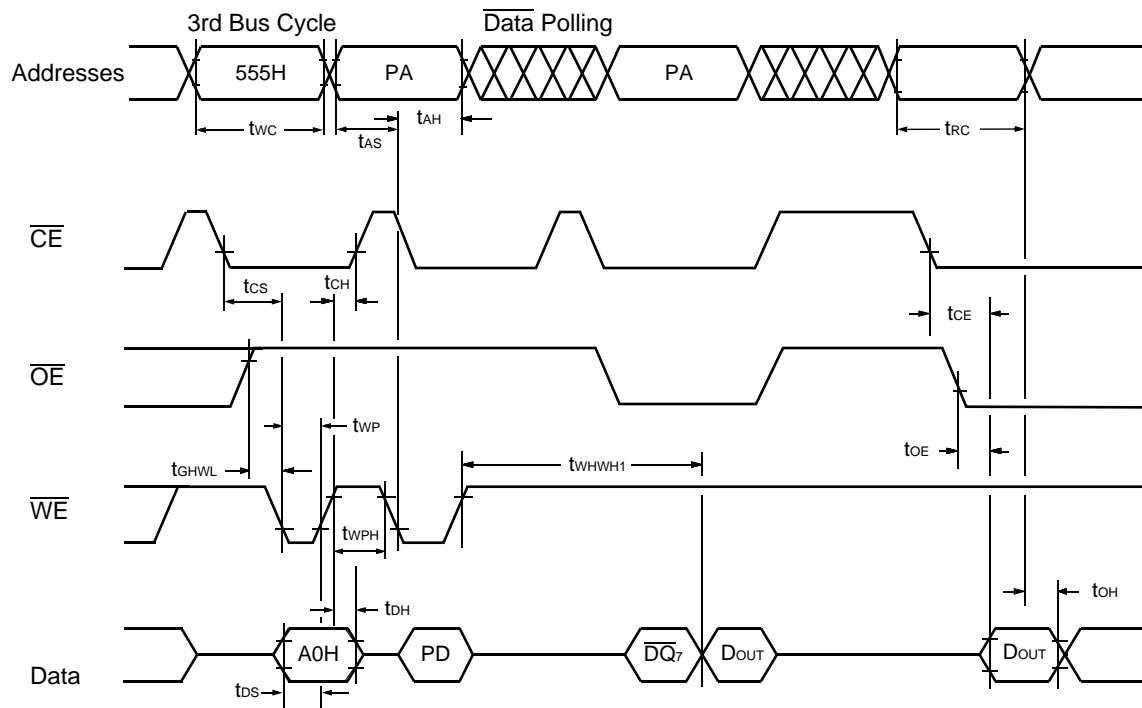 3rd Bus Cycle Data Polling
Addresses 555H PA PA
tWC tAS tAH tRC
CE
tCS tCH tCE
OE
tWP
tGHWL tWHWH1 tOE
WE
tWPH
tDH tOH
Data A0H PD DQ7 DOUT DOUT
tDS